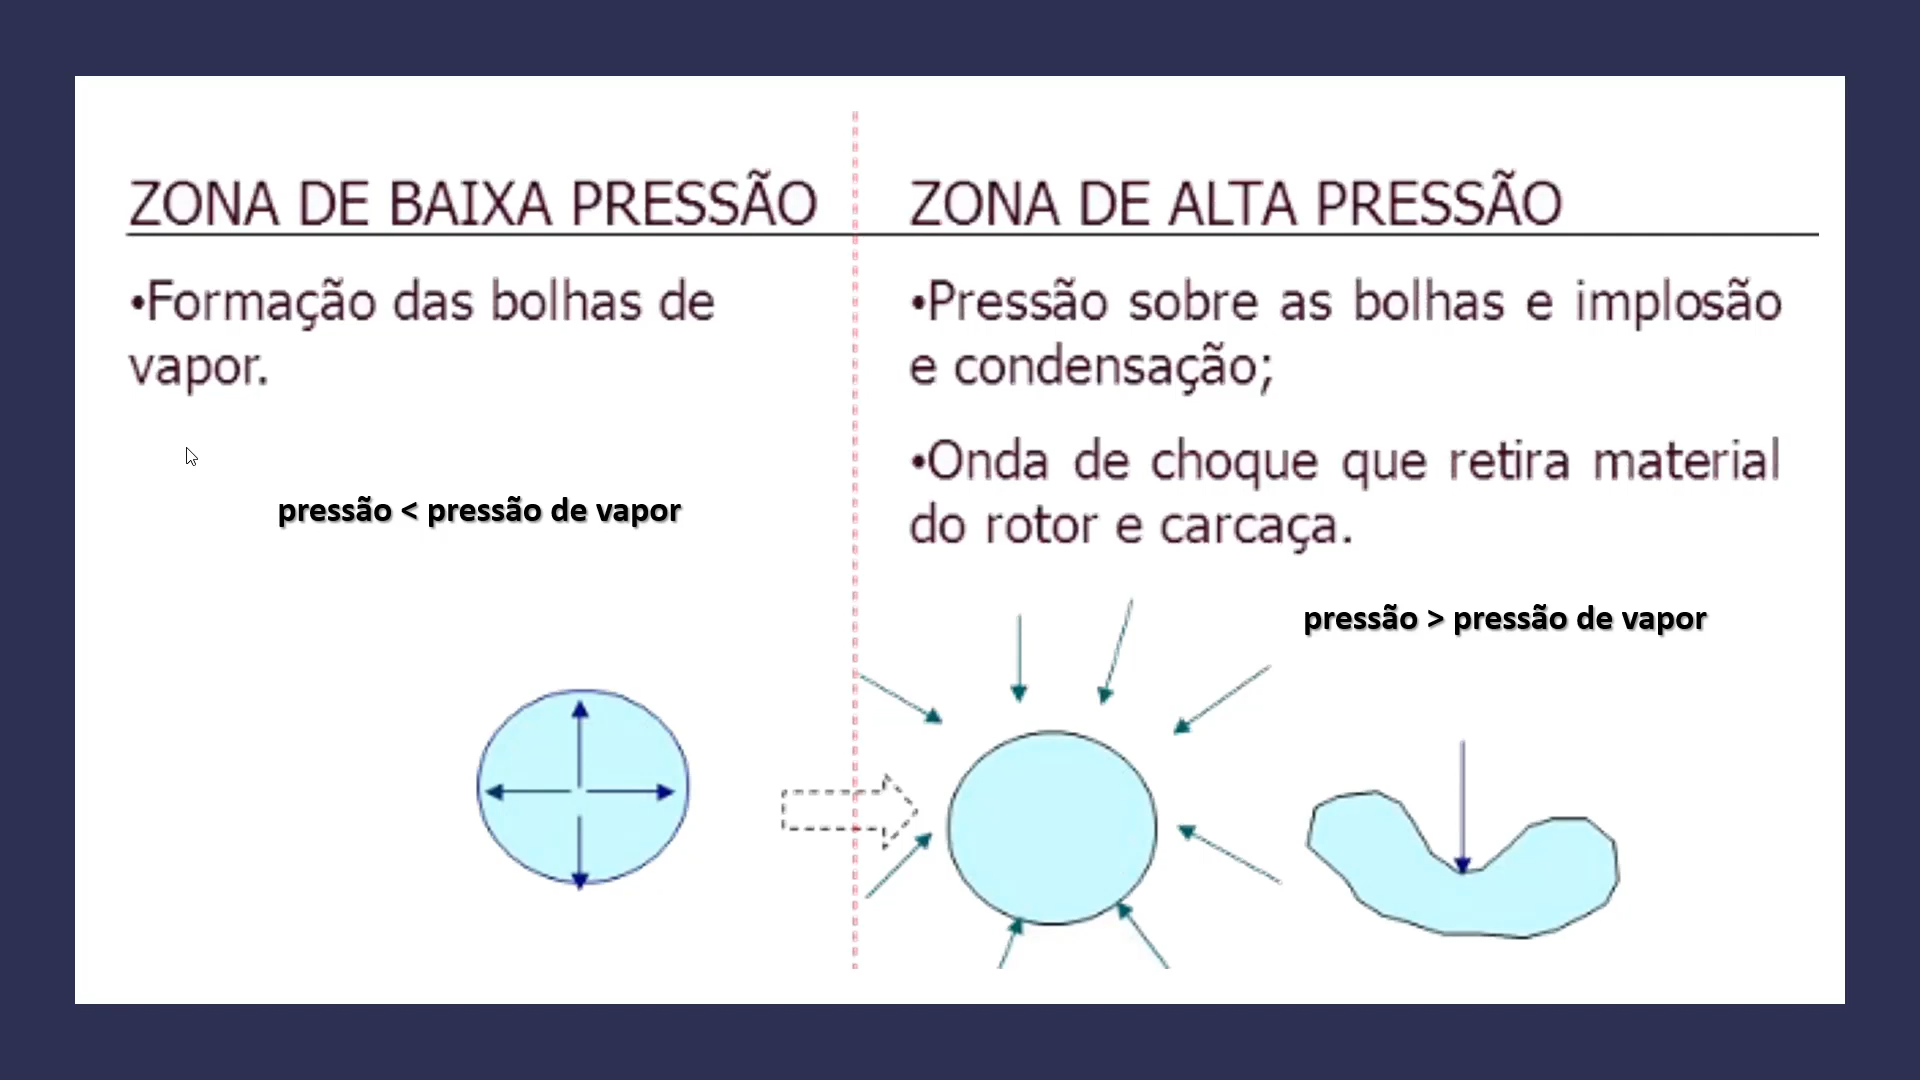 ZONA DE BAIXA PRESSÃO
•Formação das bolhas de
vapor.
pressão < pressão de vapor
ZONA DE ALTA PRESSÃO
•Pressão sobre as bolhas e implosão
e condensação;
•Onda de choque que retira material
do rotor e carcaça.
pressão > pressão de vapor